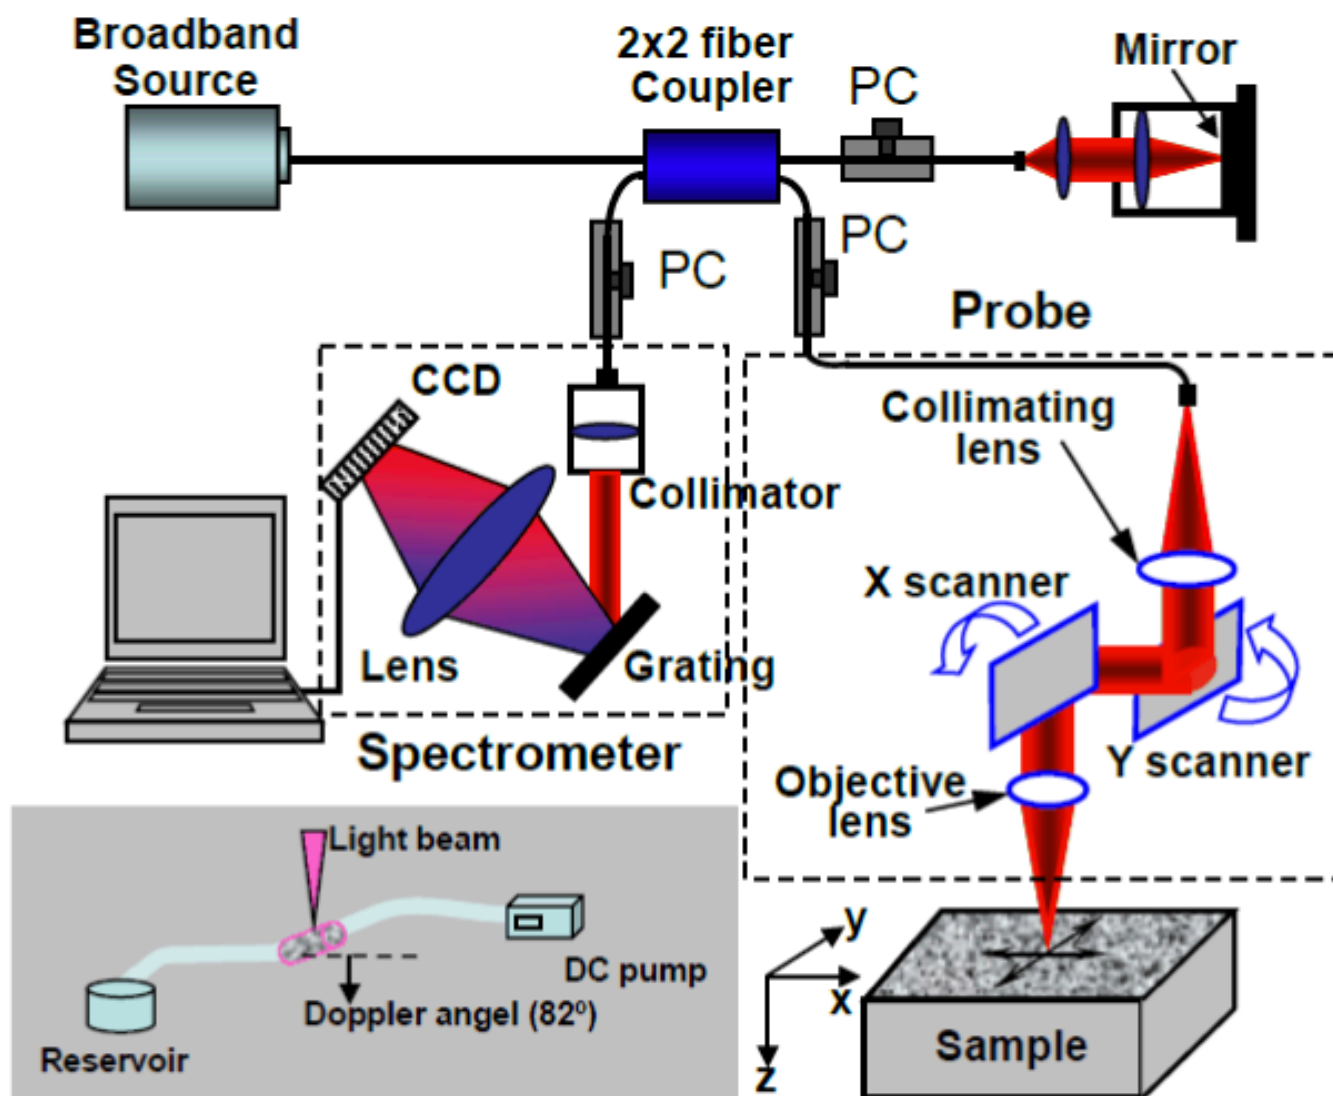 Broadband
Source
2x2 fiber
Coupler
PC
Mirror
PC
PC
Probe
CCD
Collimator
Lens
Grating
Spectrometer
Collimating
lens
X scanner
Y scanner
Objective
lens
Light beam
DC pump
Doppler angel (82⁰)
Reservoir
y
x
z
Sample